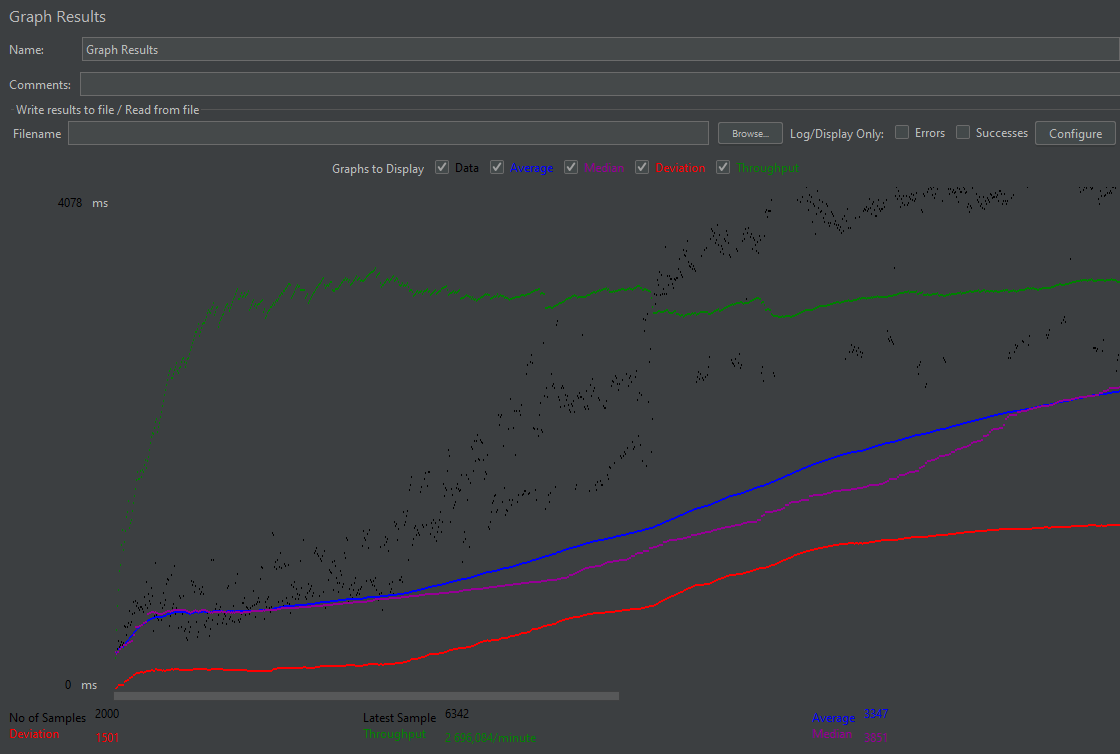 Graph Results
Name: Graph Results
Comments:
Write results to file / Read from file
Filename Browse... Log/Display Only: Errors Successes Configure
Graphs to Display Data Average Median Deviation Throughput
4078 ms
0 ms
No of Samples 2000 Latest Sample 6342 Average 3347
Deviation 1501 Throughput 2 696,084/minute Median